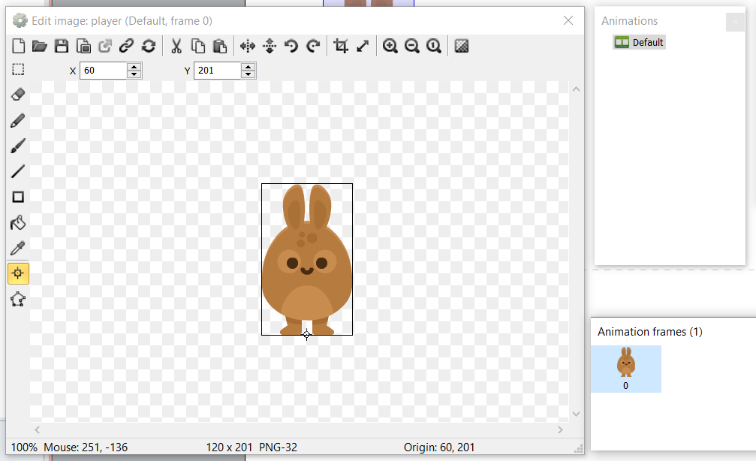 Edit image: player (Default, frame 0)
Animations
Default
X 60 Y 201
Animation frames (1)
0
100% Mouse: 251, -136 120 x 201 PNG-32 Origin: 60, 201